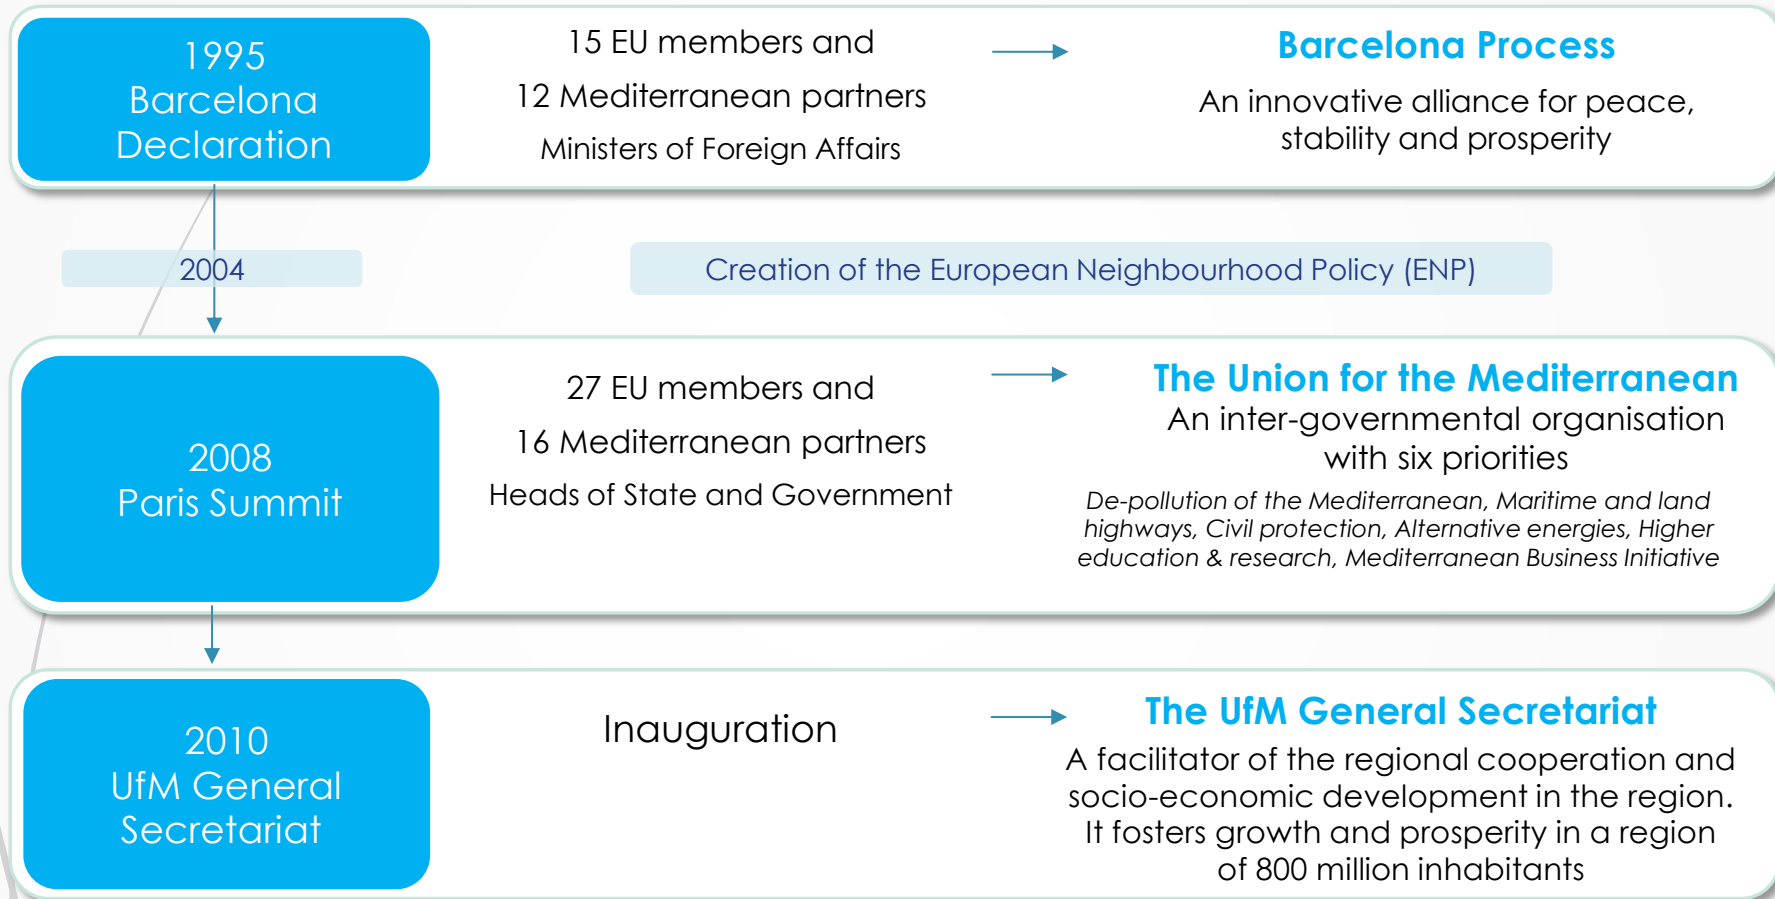 1995
Barcelona
Declaration
15 EU members and
12 Mediterranean partners
Ministers of Foreign Affairs
Barcelona Process
An innovative alliance for peace,
stability and prosperity
2004
Creation of the European Neighbourhood Policy (ENP)
2008
Paris Summit
27 EU members and
16 Mediterranean partners
Heads of State and Government
The Union for the Mediterranean
An inter-governmental organisation
with six priorities
De-pollution of the Mediterranean, Maritime and land
highways, Civil protection, Alternative energies, Higher
education & research, Mediterranean Business Initiative
2010
UfM General
Secretariat
Inauguration
The UfM General Secretariat
A facilitator of the regional cooperation and
socio-economic development in the region.
It fosters growth and prosperity in a region
of 800 million inhabitants